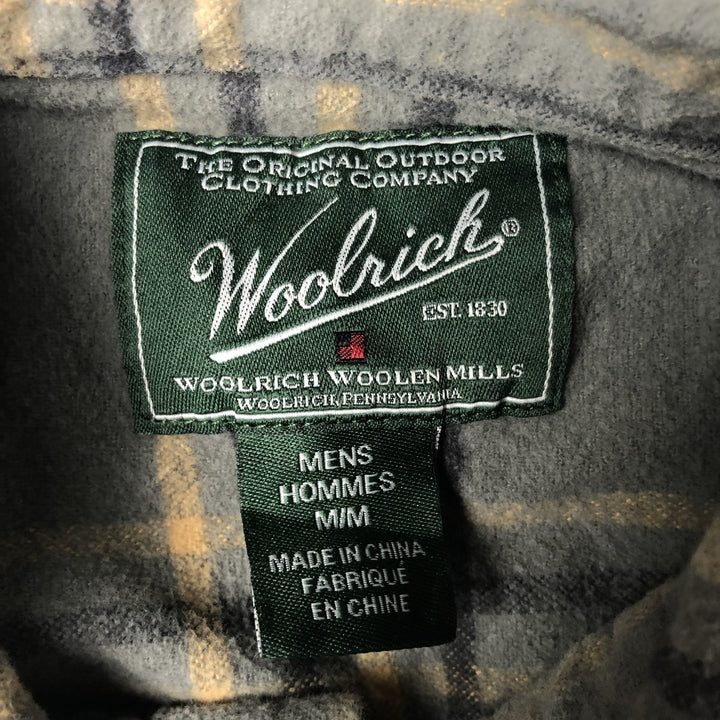 THE ORIGINAL OUTDOOR
CLOTHING COMPANY
Woolrich®
EST. 1830
WOOLRICH WOOLEN MILLS
WOOLRICH, PENNSYLVANIA
MENS
HOMMES
M/M
MADE IN CHINA
FABRIQUÉ
EN CHINE